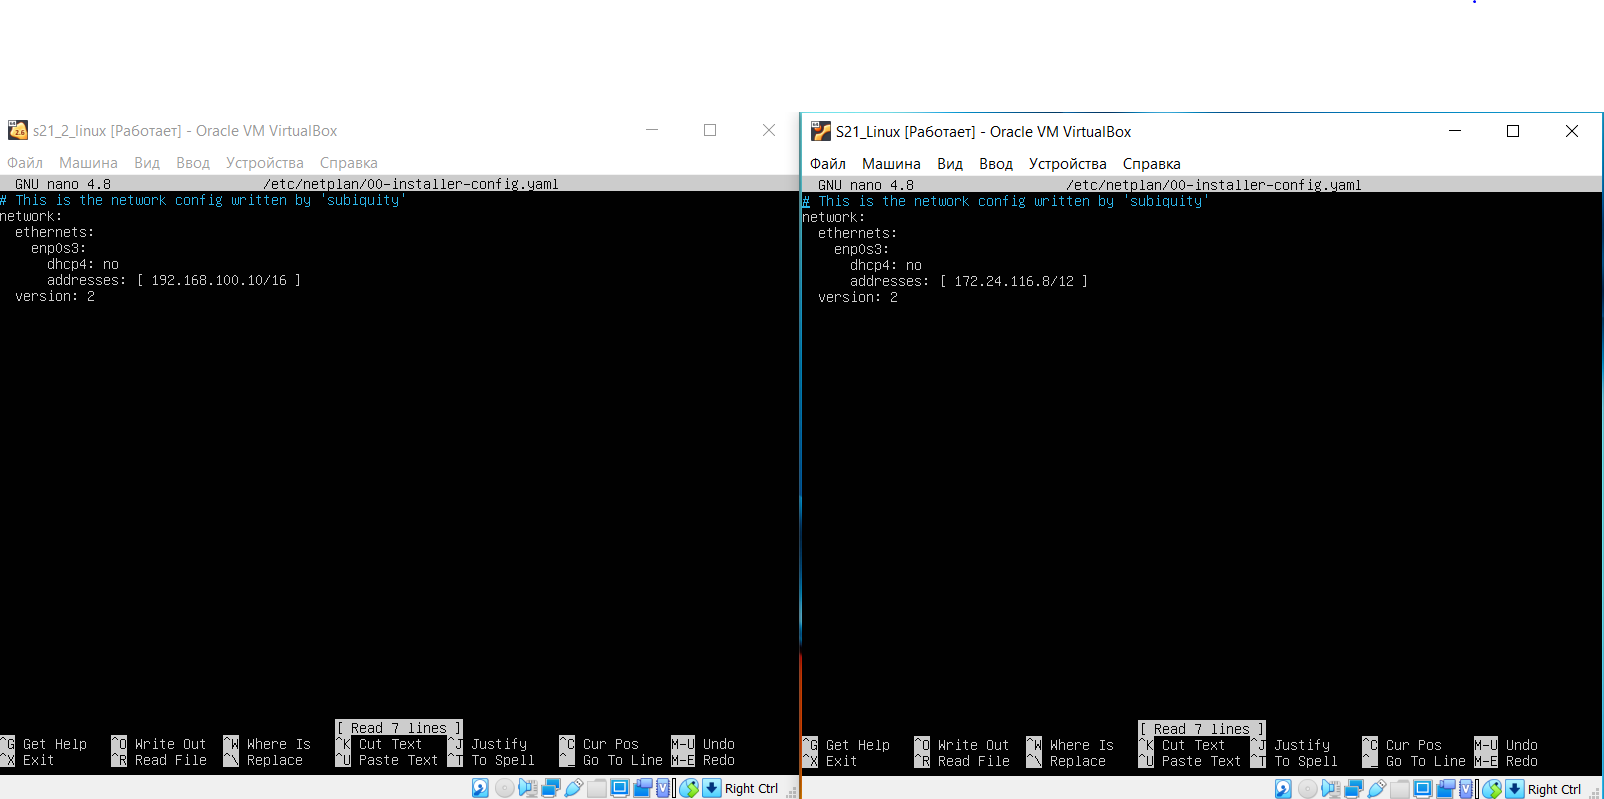 s21_2_linux [Работает] - Oracle VM VirtualBox
Файл Машина Вид Ввод Устройства Справка
GNU nano 4.8 /etc/netplan/00-installer-config.yaml
# This is the network config written by 'subiquity'
network:
  ethernets:
    enp0s3:
      dhcp4: no
      addresses: [ 192.168.100.10/16 ]
  version: 2
[ Read 7 lines ]
^G Get Help ^O Write Out ^W Where Is ^K Cut Text ^J Justify ^C Cur Pos M-U Undo
^X Exit ^R Read File ^\ Replace ^U Paste Text ^T To Spell ^_ Go To Line M-E Redo
Right Ctrl
S21_Linux [Работает] - Oracle VM VirtualBox
Файл Машина Вид Ввод Устройства Справка
GNU nano 4.8 /etc/netplan/00-installer-config.yaml
# This is the network config written by 'subiquity'
network:
  ethernets:
    enp0s3:
      dhcp4: no
      addresses: [ 172.24.116.8/12 ]
  version: 2
[ Read 7 lines ]
^G Get Help ^O Write Out ^W Where Is ^K Cut Text ^J Justify ^C Cur Pos M-U Undo
^X Exit ^R Read File ^\ Replace ^U Paste Text ^T To Spell ^_ Go To Line M-E Redo
Right Ctrl